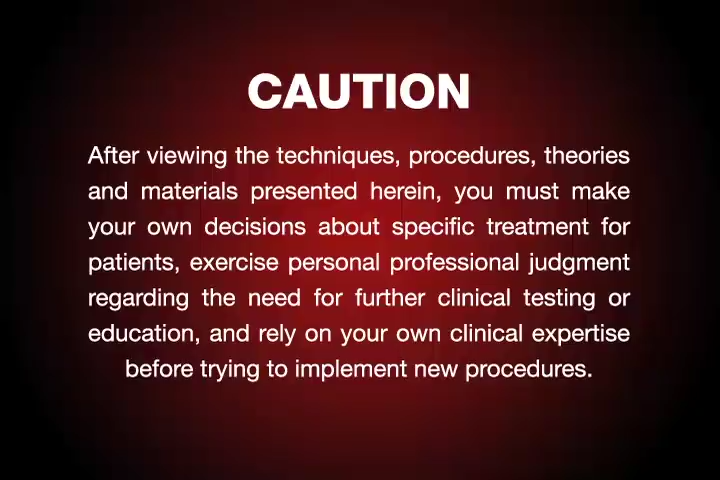 CAUTION
After viewing the techniques, procedures, theories
and materials presented herein, you must make
your own decisions about specific treatment for
patients, exercise personal professional judgment
regarding the need for further clinical testing or
education, and rely on your own clinical expertise
before trying to implement new procedures.